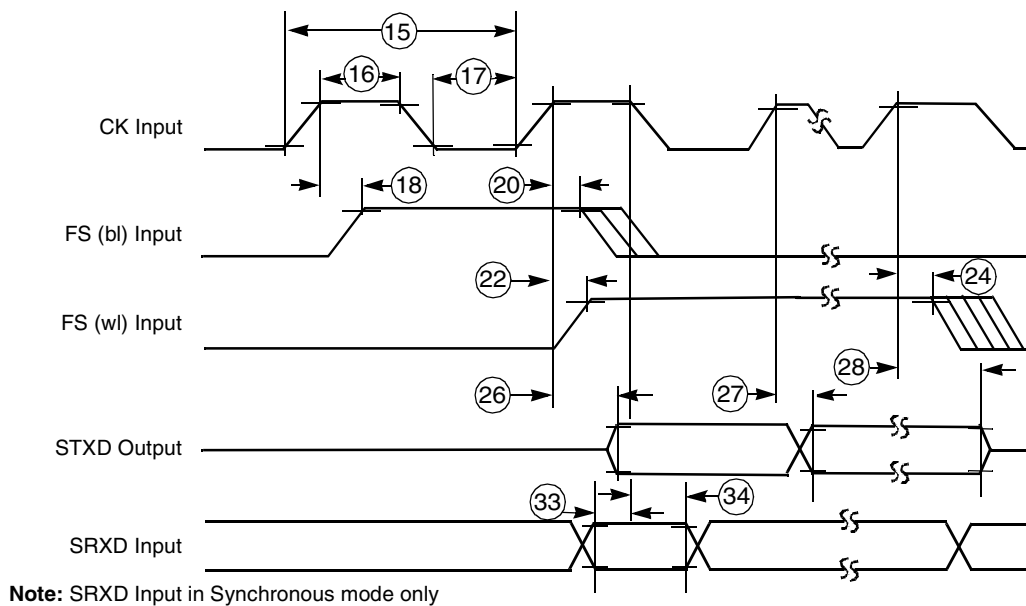 15
16
17
CK Input
18
20
FS (bl) Input
22
24
FS (wl) Input
26
27
28
STXD Output
33
34
SRXD Input
Note: SRXD Input in Synchronous mode only